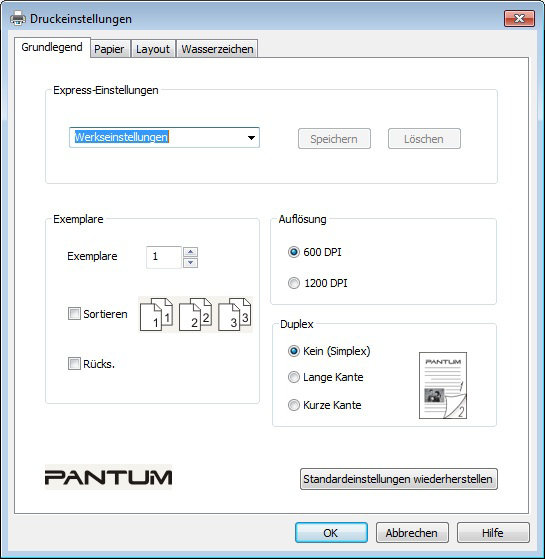 Druckeinstellungen
Grundlegend Papier Layout Wasserzeichen
Express-Einstellungen
Werkseinstellungen Speichern Löschen
Exemplare
Exemplare 1
Sortieren 1 1 2 2 3 3
Rücks.
Auflösung
600 DPI
1200 DPI
Duplex
Kein (Simplex)
Lange Kante
Kurze Kante
PANTUM
2
PANTUM
Standardeinstellungen wiederherstellen
OK Abbrechen Hilfe